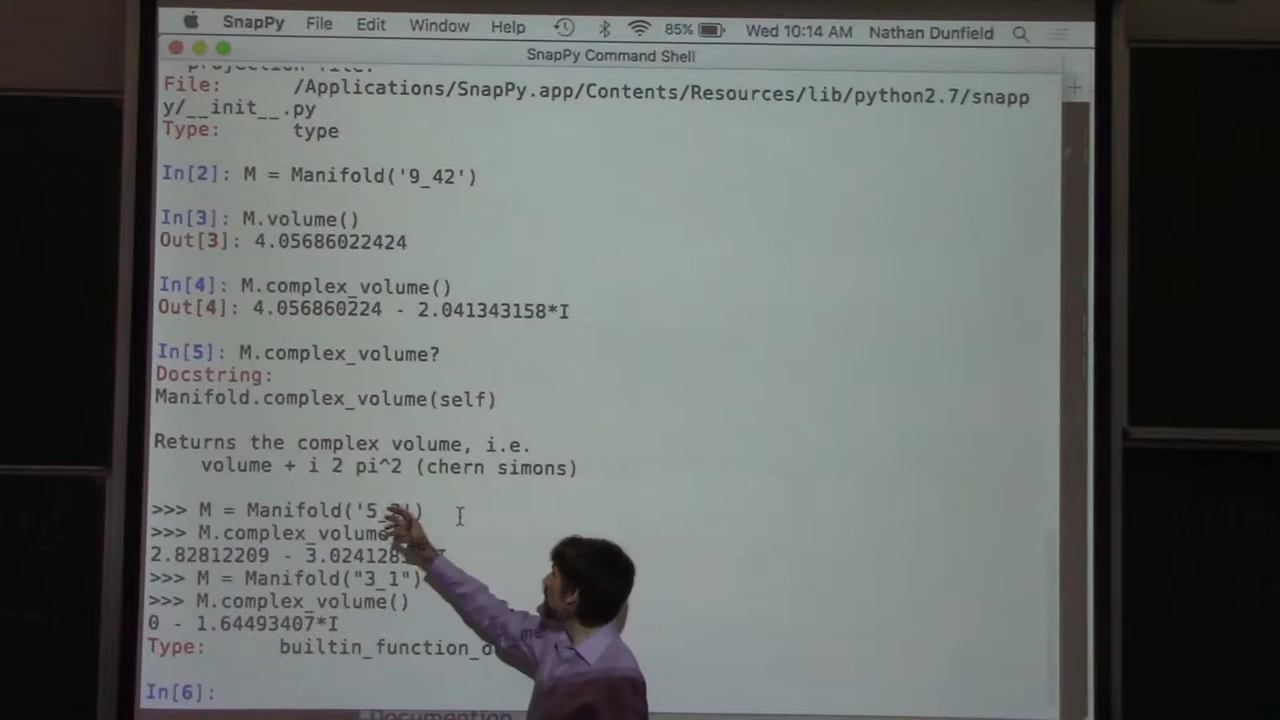 SnapPy File Edit Window Help 85% Wed 10:14 AM Nathan Dunfield
SnapPy Command Shell
projection file.
File: /Applications/SnapPy.app/Contents/Resources/lib/python2.7/snapp
y/__init__.py
Type: type
In[2]: M = Manifold('9_42')
In[3]: M.volume()
Out[3]: 4.05686022424
In[4]: M.complex_volume()
Out[4]: 4.056860224 - 2.041343158*I
In[5]: M.complex_volume?
Docstring:
Manifold.complex_volume(self)
Returns the complex volume, i.e.
volume + i 2 pi^2 (chern simons)
>>> M = Manifold('5_
>>> M.complex_volume
2.82812209 - 3.024128
>>> M = Manifold("3_1")
>>> M.complex_volume()
0 - 1.64493407*I
Type: builtin_function_o
In[6]: